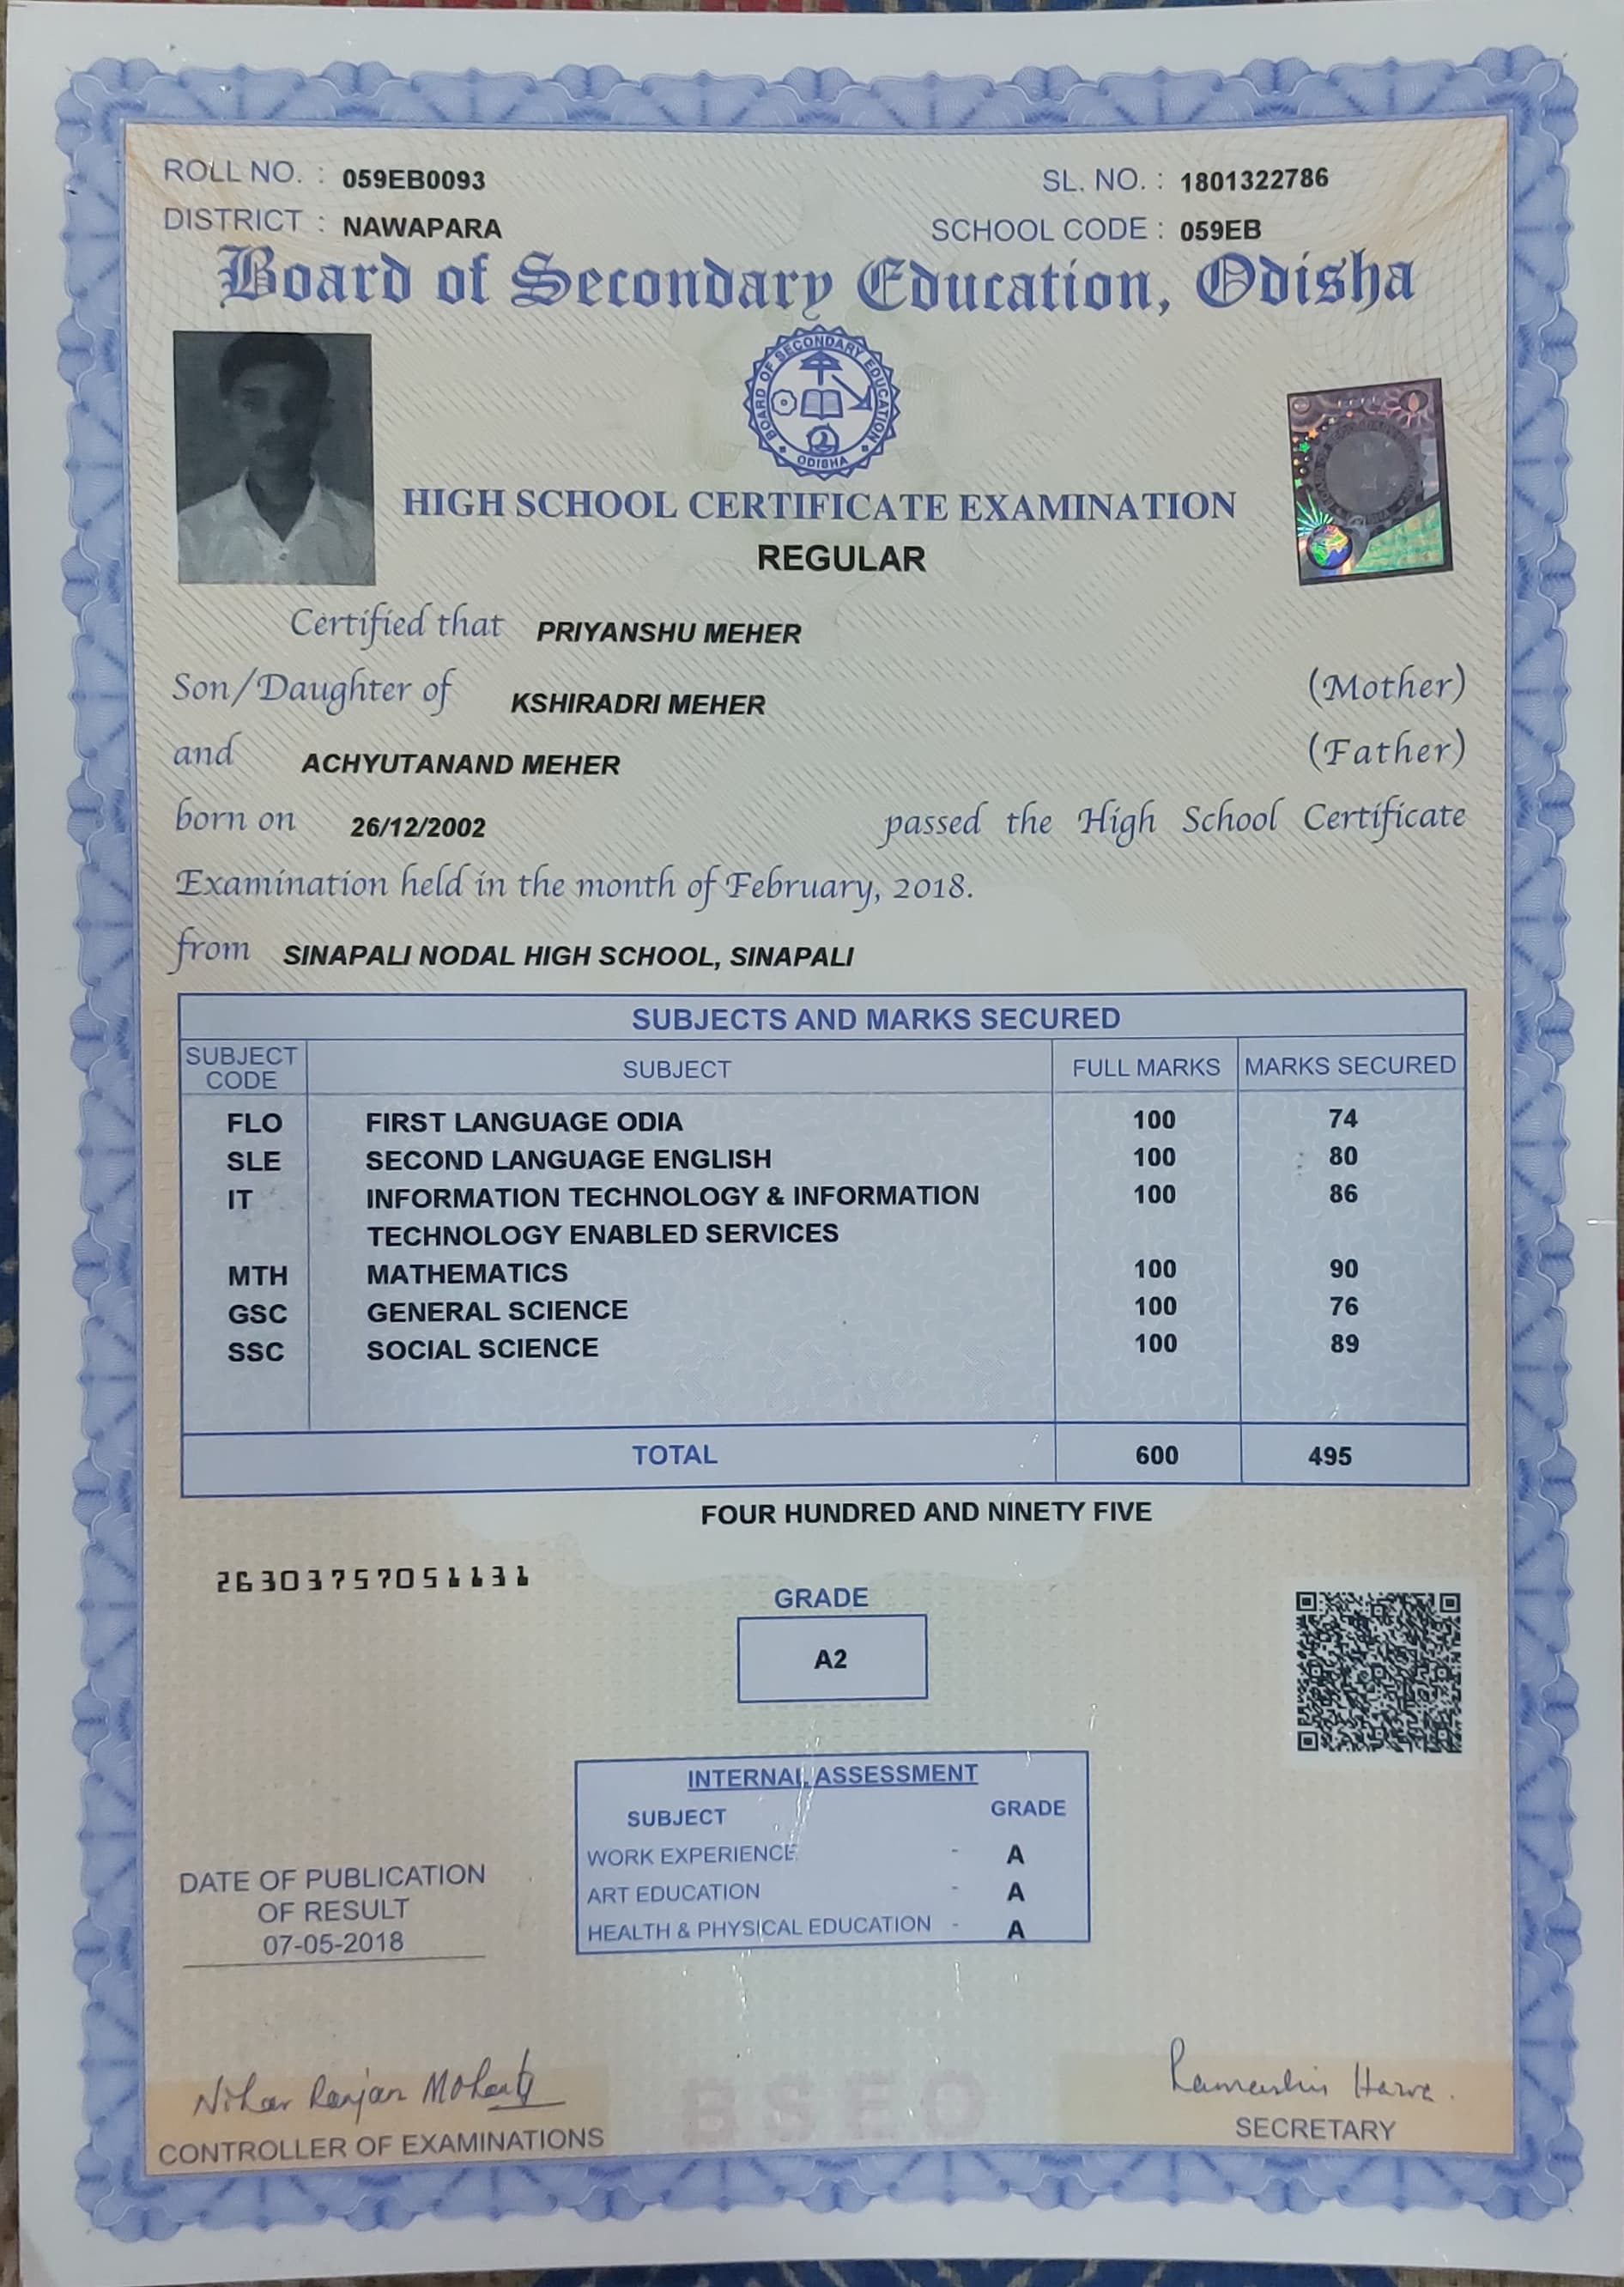 ROLL NO. : 059EB0093 SL. NO. : 1801322786
DISTRICT : NAWAPARA SCHOOL CODE : 059EB
Board of Secondary Education, Odisha
BOARD OF SECONDARY EDUCATION
ODISHA
HIGH SCHOOL CERTIFICATE EXAMINATION
REGULAR
Certified that PRIYANSHU MEHER
Son/Daughter of KSHIRADRI MEHER (Mother)
and ACHYUTANAND MEHER (Father)
born on 26/12/2002 passed the High School Certificate
Examination held in the month of February, 2018.
from SINAPALI NODAL HIGH SCHOOL, SINAPALI
SUBJECTS AND MARKS SECURED
SUBJECT CODE SUBJECT FULL MARKS MARKS SECURED
FLO FIRST LANGUAGE ODIA 100 74
SLE SECOND LANGUAGE ENGLISH 100 80
IT INFORMATION TECHNOLOGY & INFORMATION 100 86
TECHNOLOGY ENABLED SERVICES
MTH MATHEMATICS 100 90
GSC GENERAL SCIENCE 100 76
SSC SOCIAL SCIENCE 100 89
TOTAL 600 495
FOUR HUNDRED AND NINETY FIVE
26303757051131
GRADE
A2
INTERNAL ASSESSMENT
SUBJECT GRADE
WORK EXPERIENCE - A
ART EDUCATION - A
HEALTH & PHYSICAL EDUCATION - A
DATE OF PUBLICATION
OF RESULT
07-05-2018
Nihar Ranjan Mohanty
BSEO
CONTROLLER OF EXAMINATIONS SECRETARY